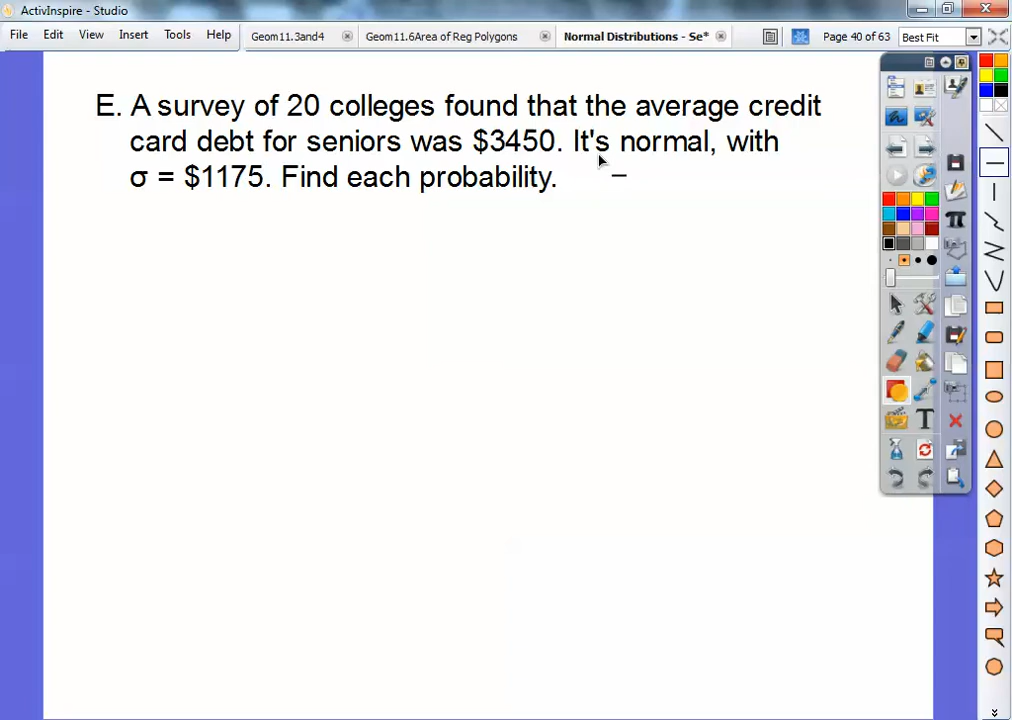 ActivInspire - Studio
File Edit View Insert Tools Help
Geom11.3and4 Geom11.6Area of Reg Polygons Normal Distributions - Se* Page 40 of 63 Best Fit
E. A survey of 20 colleges found that the average credit
card debt for seniors was $3450. It's normal, with
σ = $1175. Find each probability.